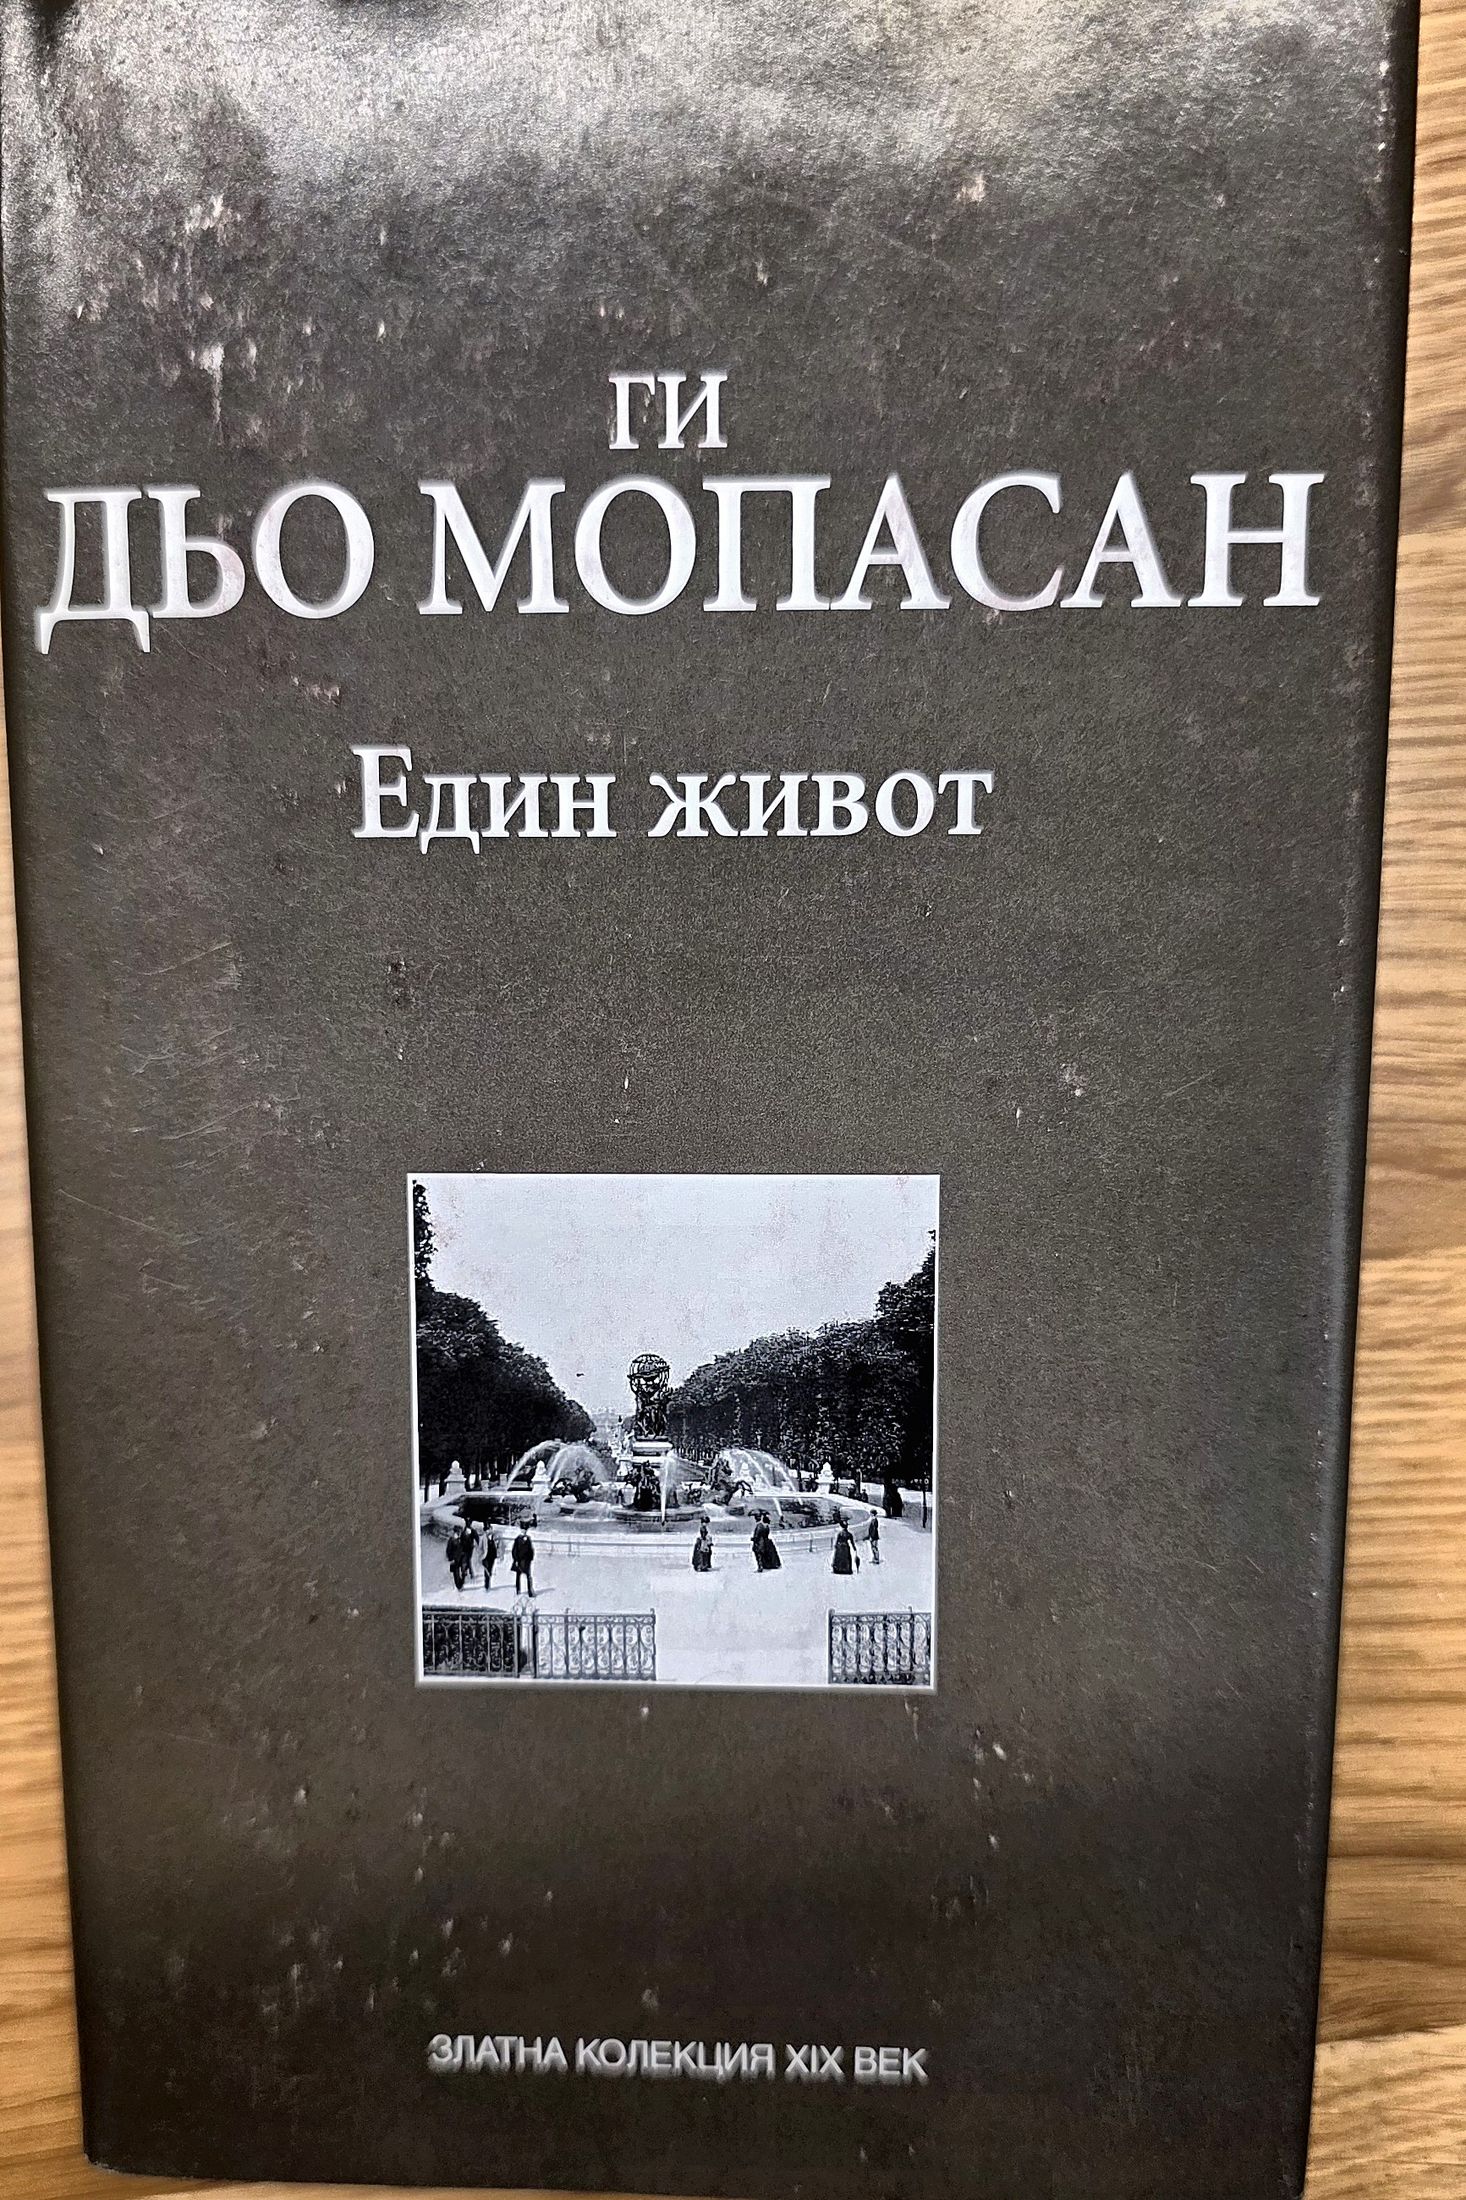 ГИ
ДЬО МОПАСАН
Един живот
ЗЛАТНА КОЛЕКЦИЯ XIX ВЕК